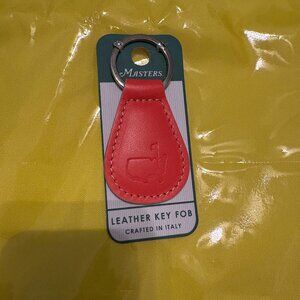 MASTERS
LEATHER KEY FOB
CRAFTED IN ITALY